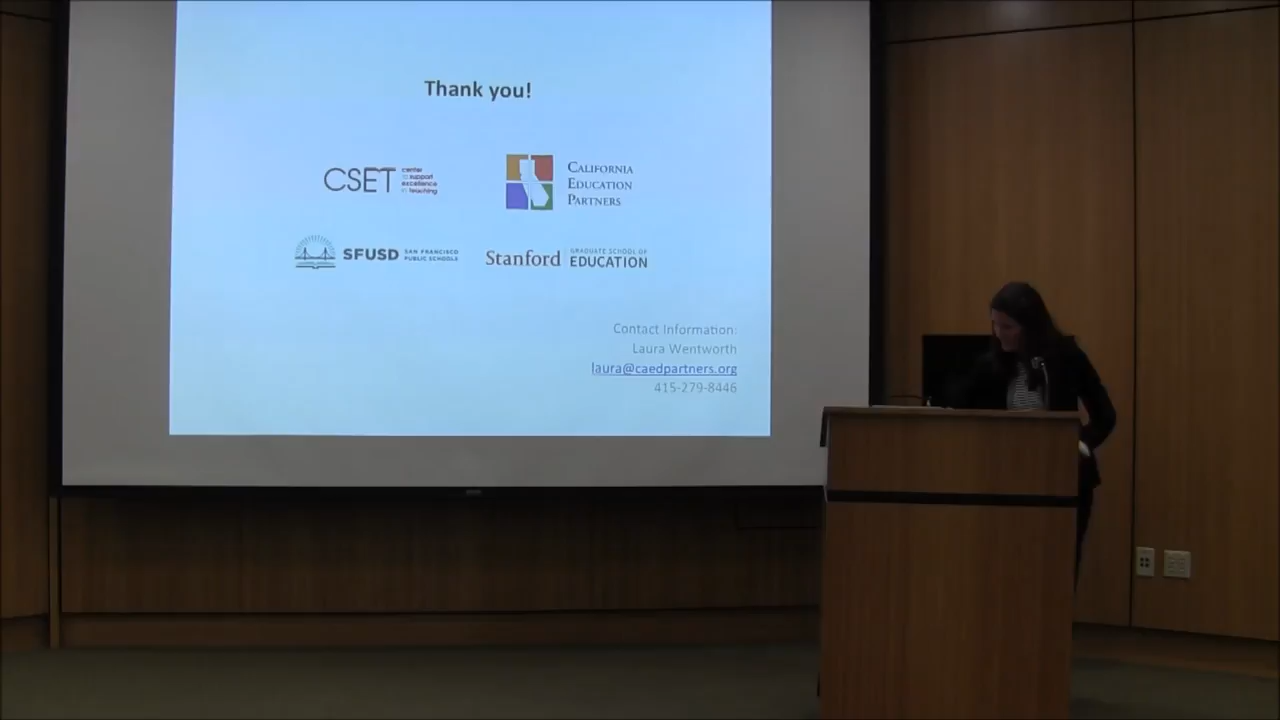 Thank you!
CSET center
to support
excellence
in teaching
CALIFORNIA
EDUCATION
PARTNERS
SFUSD SAN FRANCISCO
PUBLIC SCHOOLS
Stanford GRADUATE SCHOOL OF
EDUCATION
Contact Information:
Laura Wentworth
laura@caedpartners.org
415-279-8446